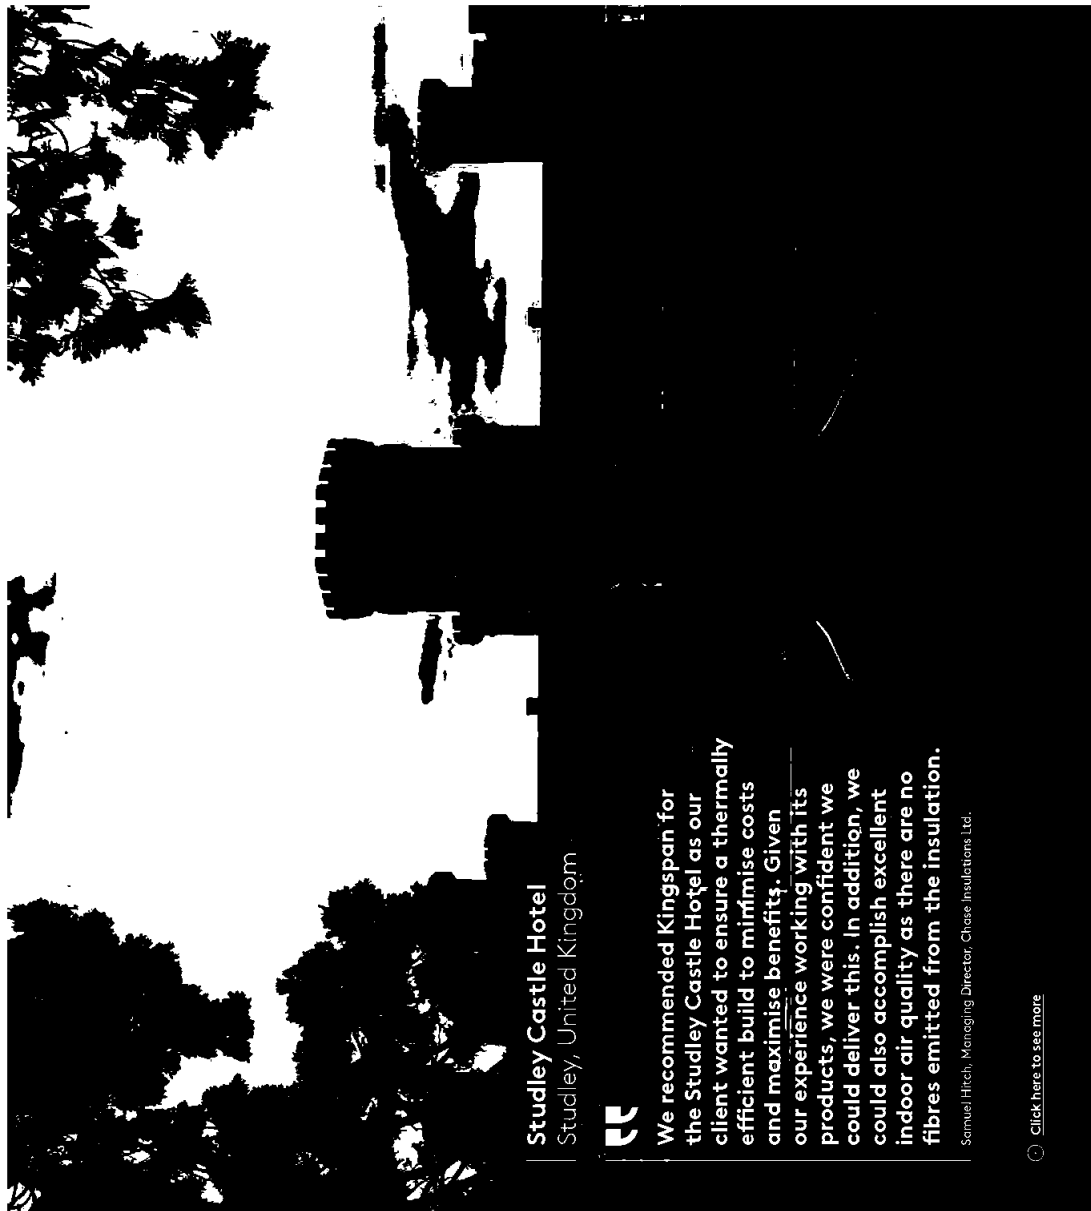 Studley Castle Hotel
Studley, United Kingdom
We recommended Kingspan for
the Studley Castle Hotel as our
client wanted to ensure a thermally
efficient build to minimise costs
and maximise benefits. Given
our experience working with its
products, we were confident we
could deliver this. In addition, we
could also accomplish excellent
indoor air quality as there are no
fibres emitted from the insulation.
Samuel Hitch, Managing Director, Chase Insulations Ltd.
Click here to see more